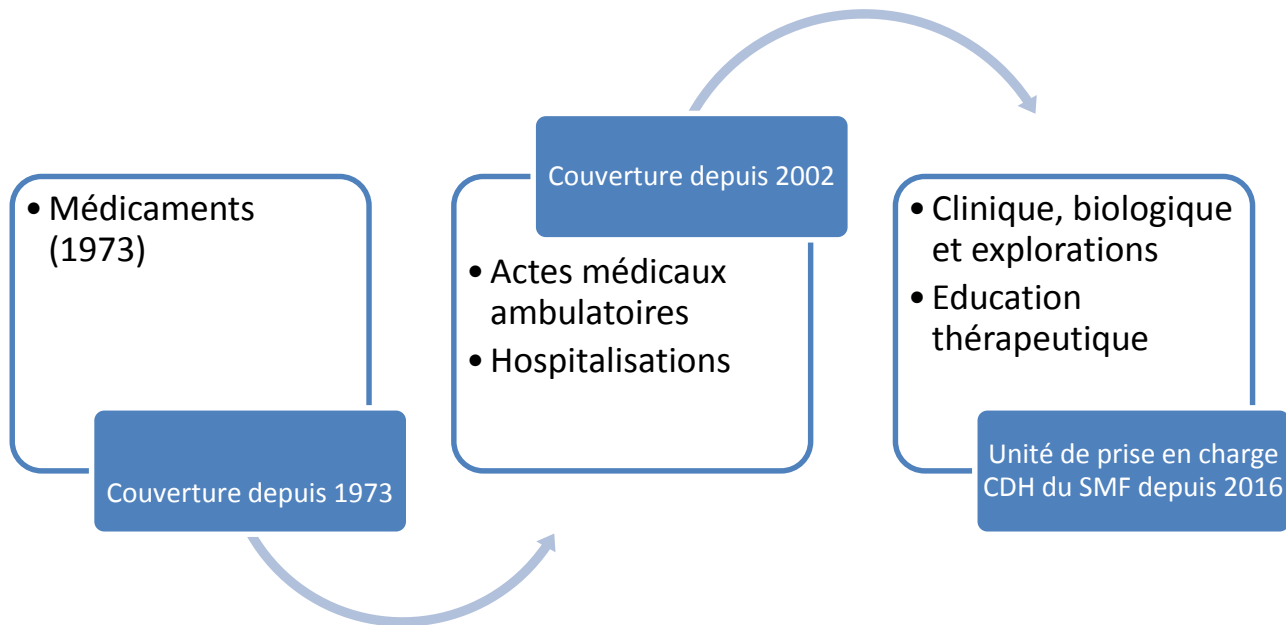 • Médicaments
(1973)
Couverture depuis 1973
Couverture depuis 2002
• Actes médicaux
ambulatoires
• Hospitalisations
• Clinique, biologique
et explorations
• Education
thérapeutique
Unité de prise en charge
CDH du SMF depuis 2016